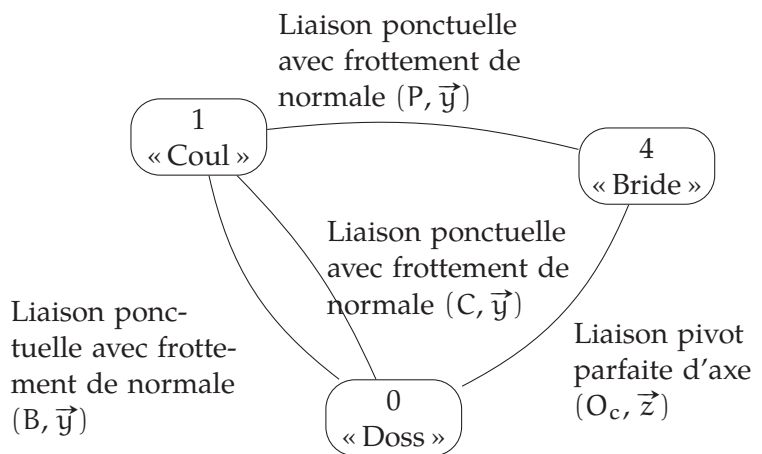 Liaison ponctuelle
avec frottement de
normale (P, y⃗)
1
« Coul »
4
« Bride »
Liaison ponctuelle
avec frottement de
normale (C, y⃗)
Liaison ponc-
tuelle avec frotte-
ment de normale
(B, y⃗)
Liaison pivot
parfaite d'axe
(O_c, z⃗)
0
« Doss »